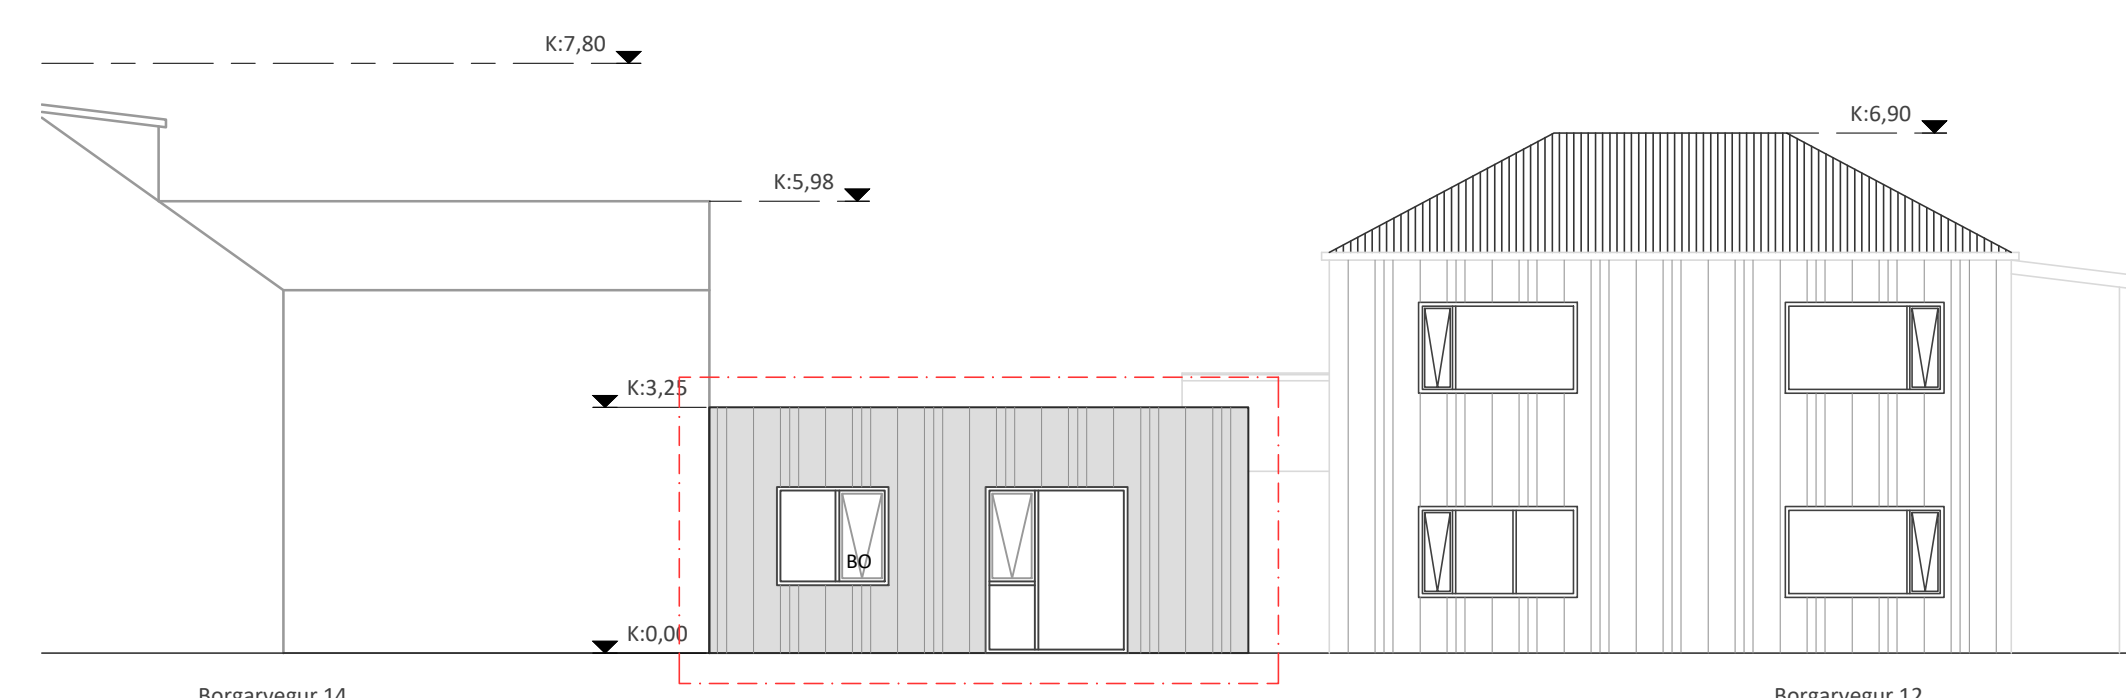 K:7,80
K:6,90
K:5,98
K:3,25
BO
K:0,00
Borgarvegur 14
Borgarvegur 12